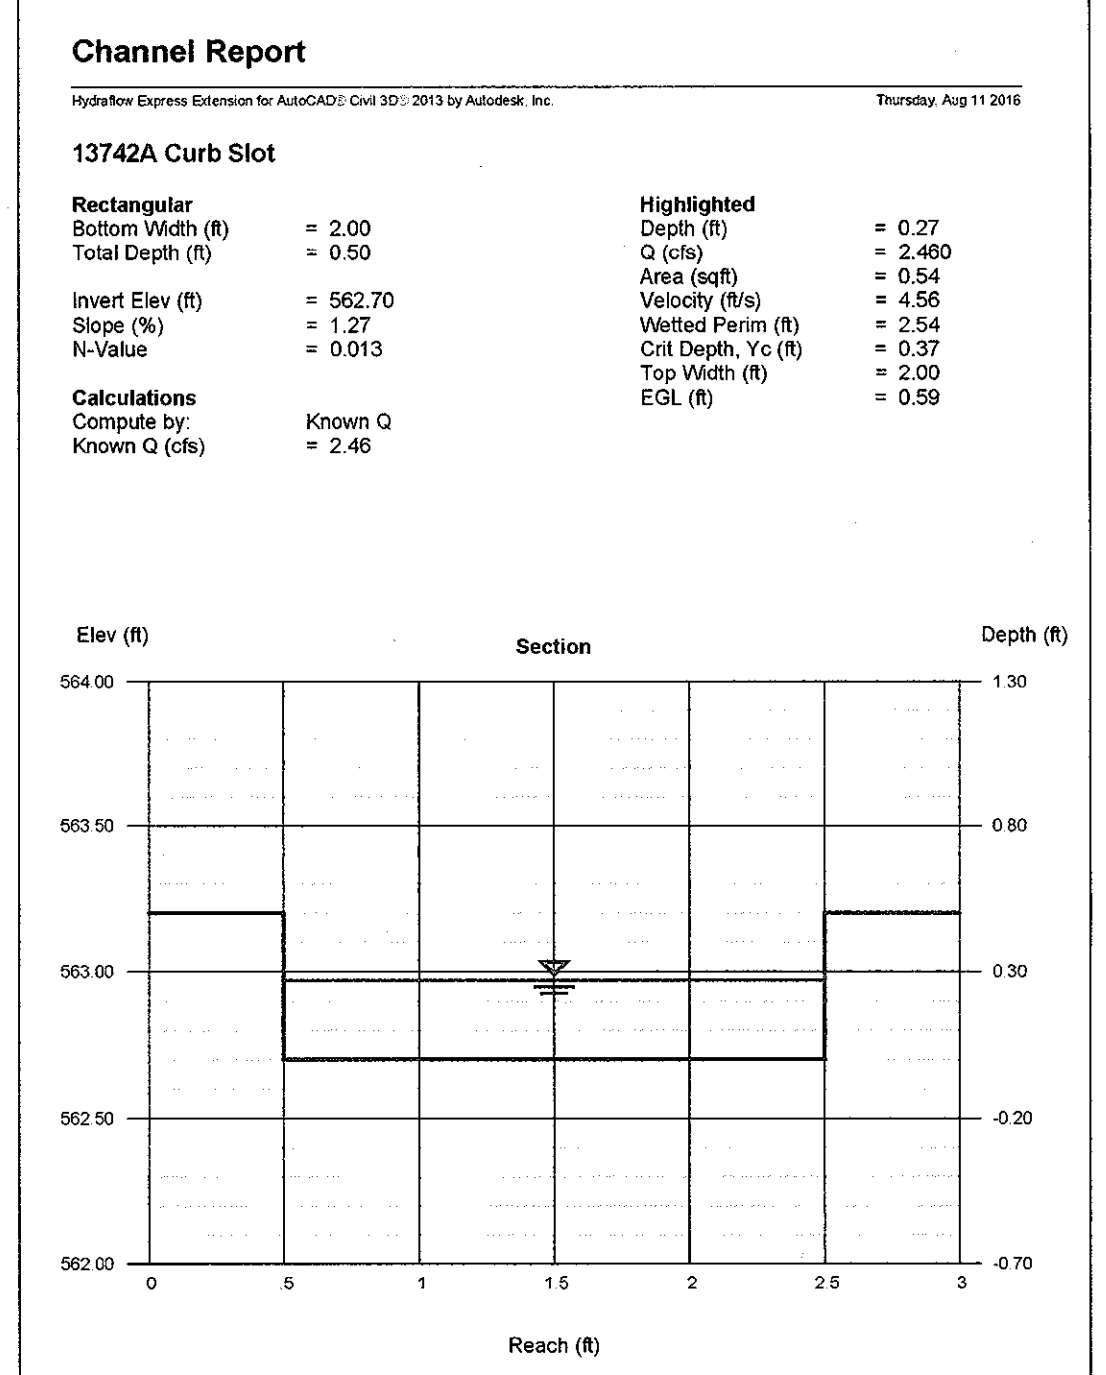 Channel Report
Hydraflow Express Extension for AutoCAD® Civil 3D® 2013 by Autodesk, Inc.
Thursday, Aug 11 2016
13742A Curb Slot
Rectangular
Bottom Width (ft) = 2.00
Total Depth (ft) = 0.50
Invert Elev (ft) = 562.70
Slope (%) = 1.27
N-Value = 0.013
Calculations
Compute by: Known Q
Known Q (cfs) = 2.46
Highlighted
Depth (ft) = 0.27
Q (cfs) = 2.460
Area (sqft) = 0.54
Velocity (ft/s) = 4.56
Wetted Perim (ft) = 2.54
Crit Depth, Yc (ft) = 0.37
Top Width (ft) = 2.00
EGL (ft) = 0.59
Elev (ft)
Section
Depth (ft)
564.00 1.30
563.50 0.80
563.00 0.30
562.50 -0.20
562.00 -0.70
0 .5 1 1.5 2 2.5 3
Reach (ft)